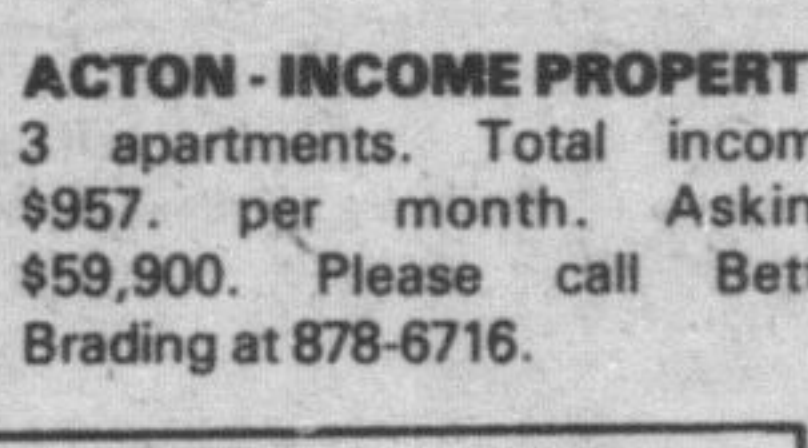 ACTON - INCOME PROPERT
3 apartments. Total incom
$957. per month. Askin
$59,900. Please call Bett
Brading at 878-6716.